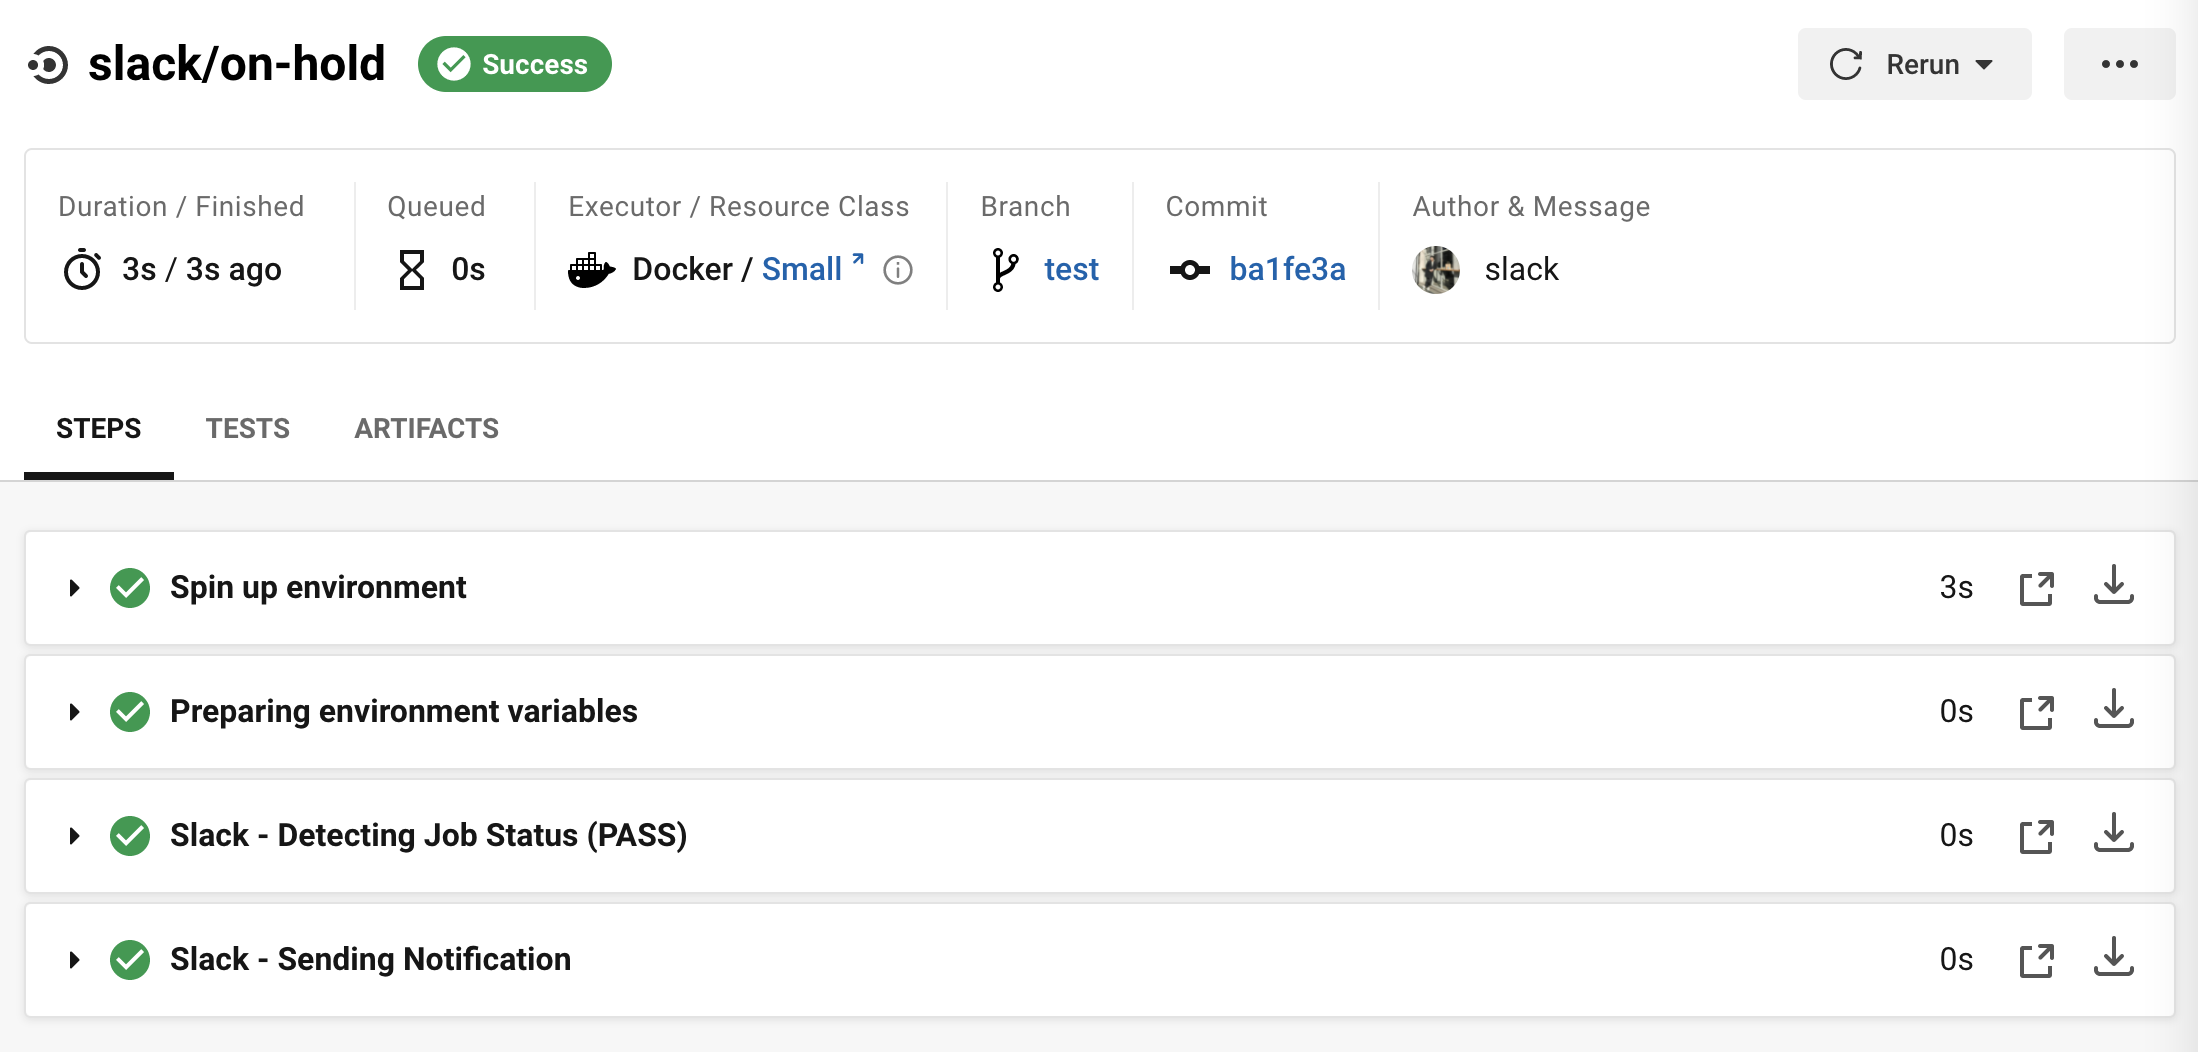 slack/on-hold Success Rerun
Duration / Finished Queued Executor / Resource Class Branch Commit Author & Message
3s / 3s ago 0s Docker / Small test ba1fe3a slack
STEPS TESTS ARTIFACTS
Spin up environment 3s
Preparing environment variables 0s
Slack - Detecting Job Status (PASS) 0s
Slack - Sending Notification 0s